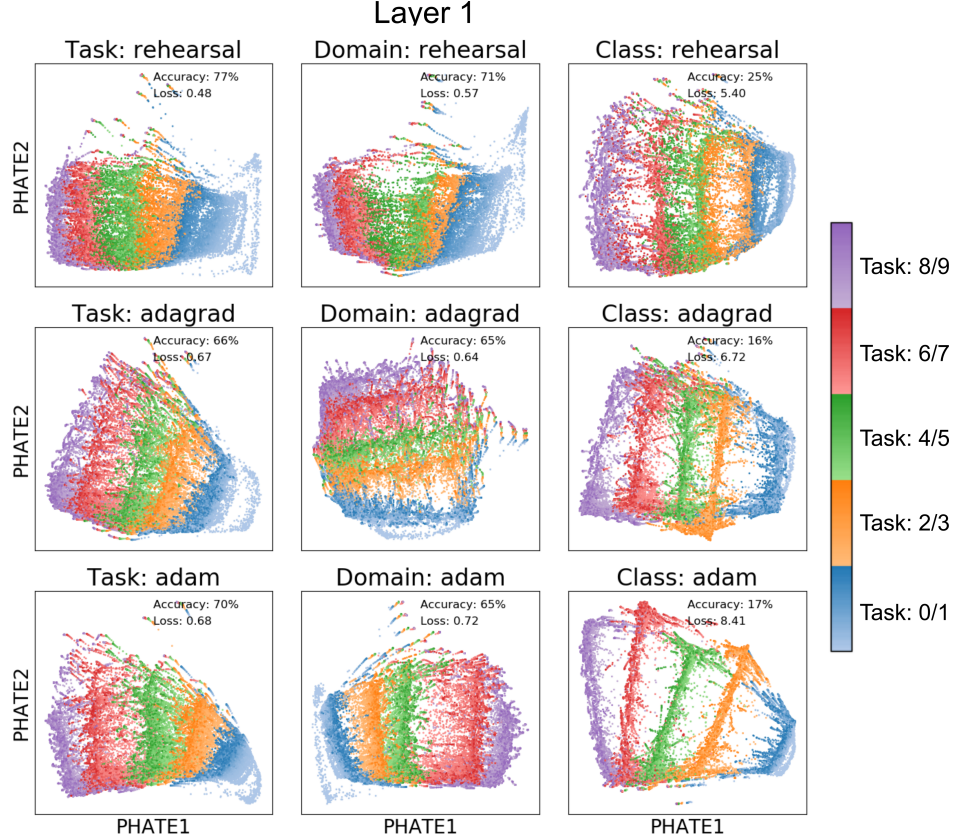 Layer 1
Task: rehearsal
Domain: rehearsal
Class: rehearsal
Accuracy: 77%
Loss: 0.48
Accuracy: 71%
Loss: 0.57
Accuracy: 25%
Loss: 5.40
PHATE2
Task: adagrad
Domain: adagrad
Class: adagrad
Accuracy: 66%
Loss: 0.67
Accuracy: 65%
Loss: 0.64
Accuracy: 16%
Loss: 6.72
PHATE2
Task: adam
Domain: adam
Class: adam
Accuracy: 70%
Loss: 0.68
Accuracy: 65%
Loss: 0.72
Accuracy: 17%
Loss: 8.41
PHATE2
PHATE1
PHATE1
PHATE1
Task: 8/9
Task: 6/7
Task: 4/5
Task: 2/3
Task: 0/1